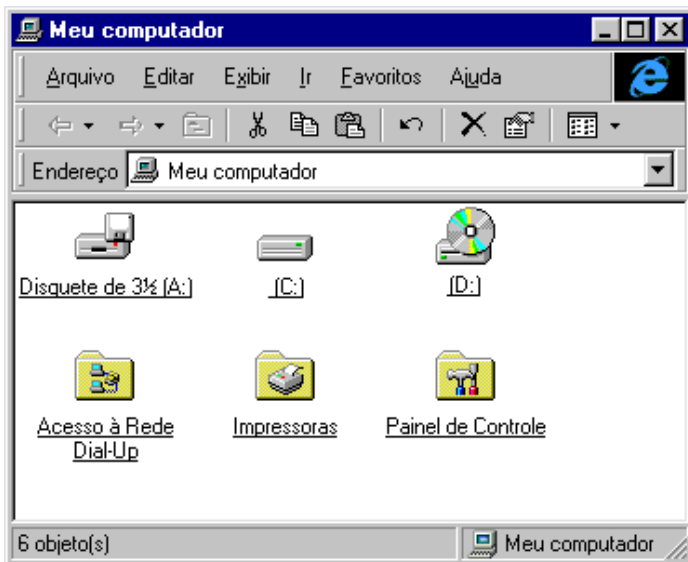 Meu computador
Arquivo Editar Exibir Ir Favoritos Ajuda
Endereço Meu computador
Disquete de 3½ (A:) (C:) (D:)
Acesso à Rede Dial-Up Impressoras Painel de Controle
6 objeto(s) Meu computador